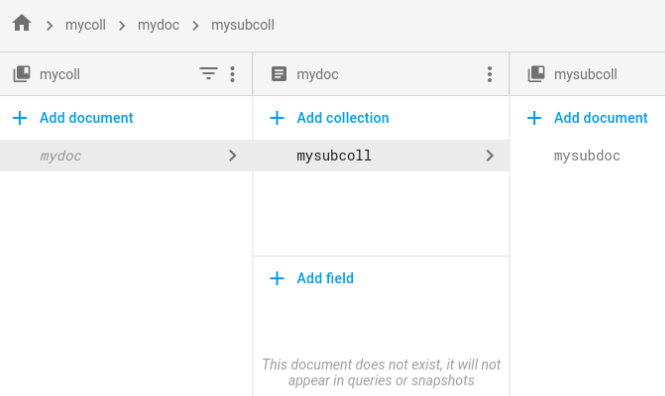 mycoll mydoc mysubcoll
mycoll
mydoc
mysubcoll
Add document
Add collection
Add document
mydoc
mysubcoll
mysubdoc
Add field
This document does not exist, it will not
appear in queries or snapshots